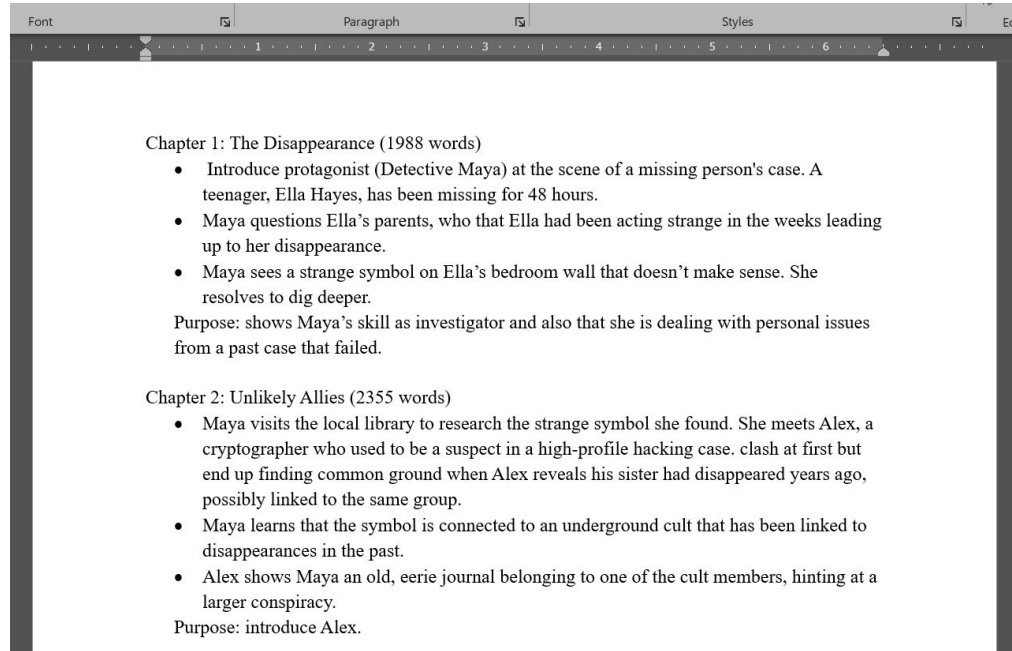 Font Paragraph Styles
1 2 3 4 5 6
Chapter 1: The Disappearance (1988 words)
• Introduce protagonist (Detective Maya) at the scene of a missing person's case. A
teenager, Ella Hayes, has been missing for 48 hours.
• Maya questions Ella’s parents, who that Ella had been acting strange in the weeks leading
up to her disappearance.
• Maya sees a strange symbol on Ella’s bedroom wall that doesn’t make sense. She
resolves to dig deeper.
Purpose: shows Maya’s skill as investigator and also that she is dealing with personal issues
from a past case that failed.
Chapter 2: Unlikely Allies (2355 words)
• Maya visits the local library to research the strange symbol she found. She meets Alex, a
cryptographer who used to be a suspect in a high-profile hacking case. clash at first but
end up finding common ground when Alex reveals his sister had disappeared years ago,
possibly linked to the same group.
• Maya learns that the symbol is connected to an underground cult that has been linked to
disappearances in the past.
• Alex shows Maya an old, eerie journal belonging to one of the cult members, hinting at a
larger conspiracy.
Purpose: introduce Alex.